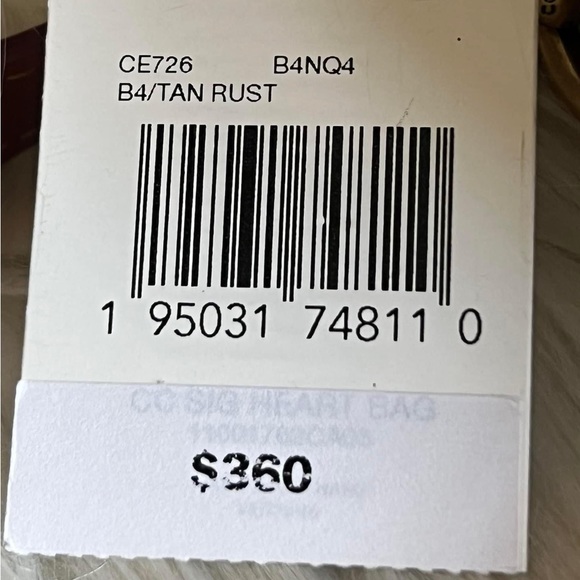 CE726 B4NQ4
B4/TAN RUST
1 95031 74811 0
CC SIG HEART BAG
$360